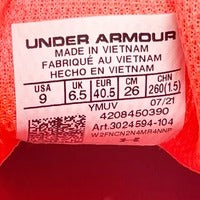 UNDER ARMOUR
MADE IN VIETNAM
FABRIQUÉ AU VIETNAM
HECHO EN VIETNAM
USA UK EUR CM CHN
9 6.5 40.5 26 260(1.5)
YMUV 07/21
4208450390
Art.3024594-104
W2FNCN2N4MR4NNP